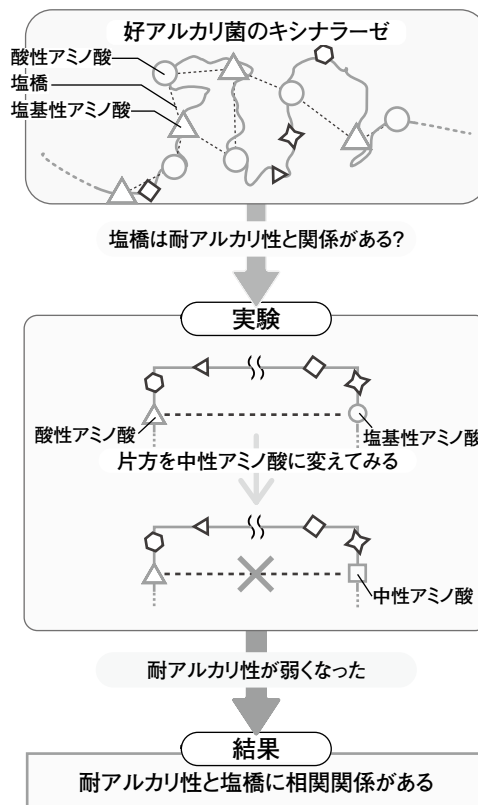 好アルカリ菌のキシナラーゼ
酸性アミノ酸
塩橋
塩基性アミノ酸
塩橋は耐アルカリ性と関係がある?
実験
酸性アミノ酸
塩基性アミノ酸
片方を中性アミノ酸に変えてみる
中性アミノ酸
耐アルカリ性が弱くなった
結果
耐アルカリ性と塩橋に相関関係がある